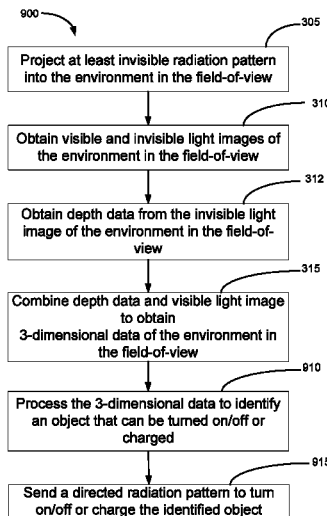 900
305
Project at least invisible radiation pattern
into the environment in the field-of-view
310
Obtain visible and invisible light images of
the environment in the field-of-view
312
Obtain depth data from the invisible light
image of the environment in the field-of-
view
315
Combine depth data and visible light image
to obtain
3-dimensional data of the environment in
the field-of-view
910
Process the 3-dimensional data to identify
an object that can be turned on/off or
charged
915
Send a directed radiation pattern to turn
on/off or charge the identified object